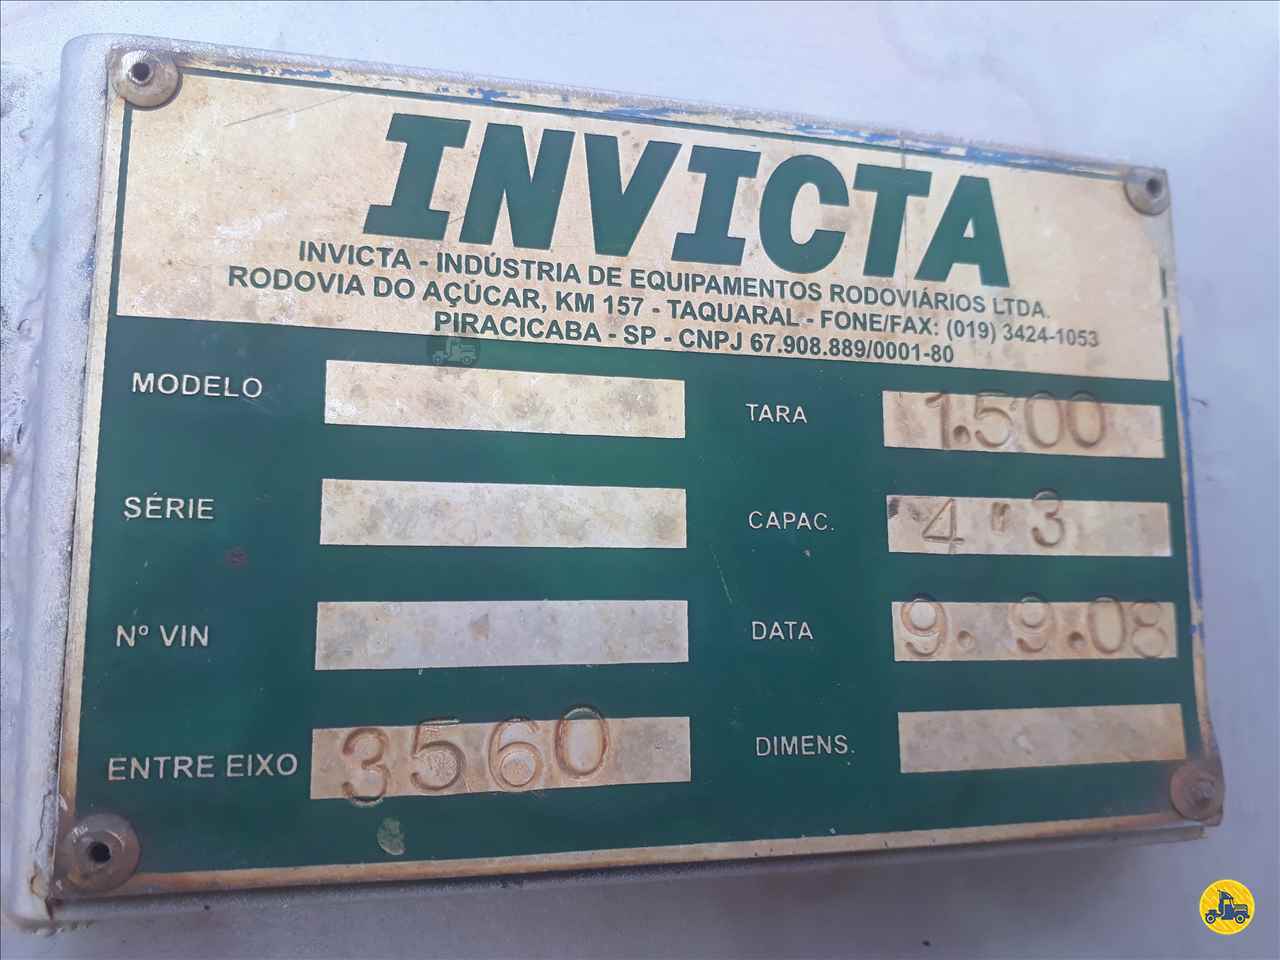 INVICTA
INVICTA - INDÚSTRIA DE EQUIPAMENTOS RODOVIÁRIOS LTDA.
RODOVIA DO AÇÚCAR, KM 157 - TAQUARAL - FONE/FAX: (019) 3424-1053
PIRACICABA - SP - CNPJ 67.908.889/0001-80
MODELO
TARA 1.500
SÉRIE
CAPAC. 4.3
Nº VIN
DATA 9.9.08
ENTRE EIXO 3560
DIMENS.